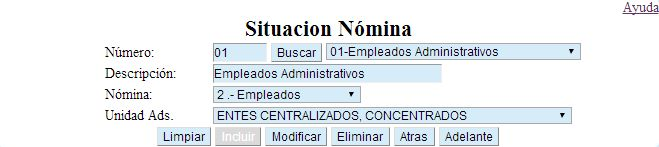 Ayuda
Situacion Nómina
Número: 01 Buscar 01-Empleados Administrativos
Descripción: Empleados Administrativos
Nómina: 2 .- Empleados
Unidad Ads. ENTES CENTRALIZADOS, CONCENTRADOS
Limpiar Incluir Modificar Eliminar Atras Adelante